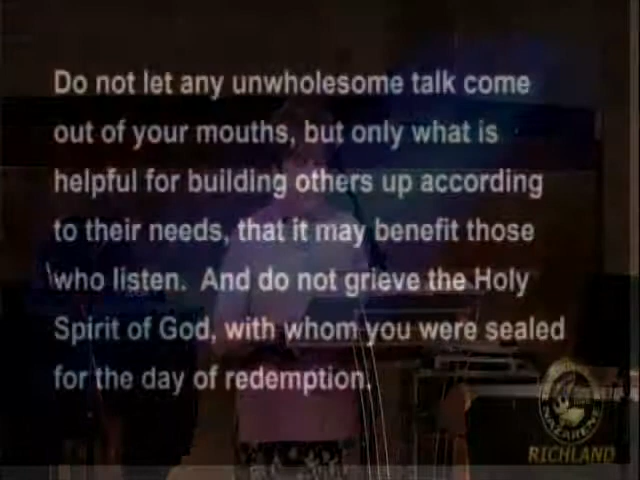 Do not let any unwholesome talk come
out of your mouths, but only what is
helpful for building others up according
to their needs, that it may benefit those
who listen. And do not grieve the Holy
Spirit of God, with whom you were sealed
for the day of redemption.
NAZARENE
RICHLAND